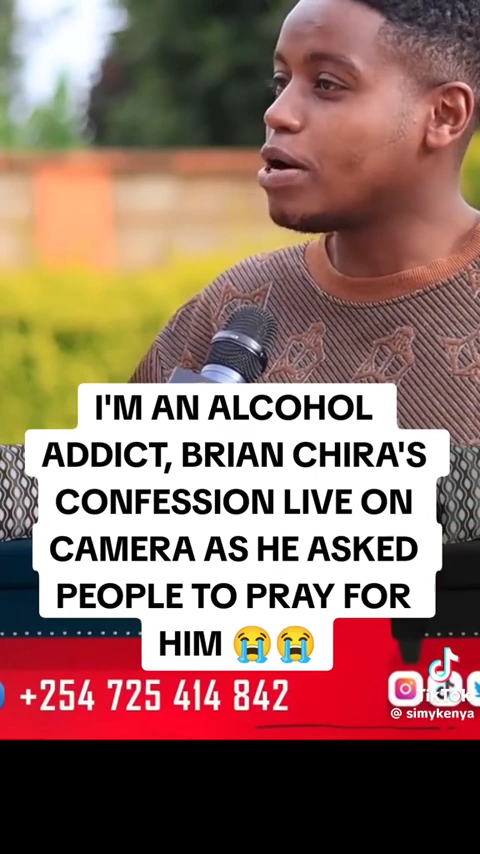 I'M AN ALCOHOL
ADDICT, BRIAN CHIRA'S
CONFESSION LIVE ON
CAMERA AS HE ASKED
PEOPLE TO PRAY FOR
HIM 😭😭
+254 725 414 842
TikTok
@ simykenya